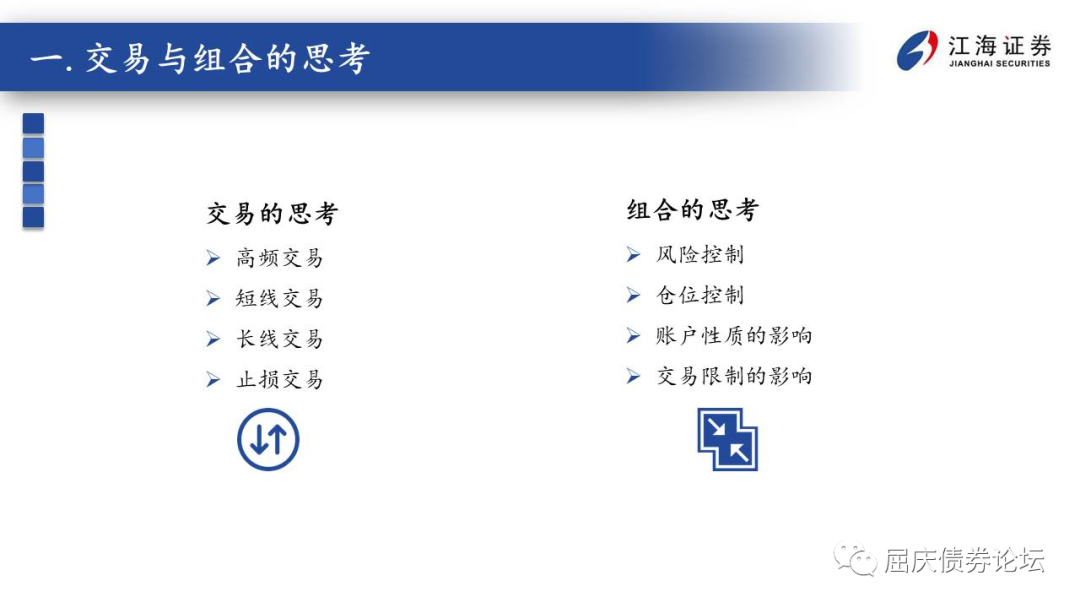 一.交易与组合的思考
江海证券
JIANGHAI SECURITIES
交易的思考
高频交易
短线交易
长线交易
止损交易
组合的思考
风险控制
仓位控制
账户性质的影响
交易限制的影响
屈庆债券论坛